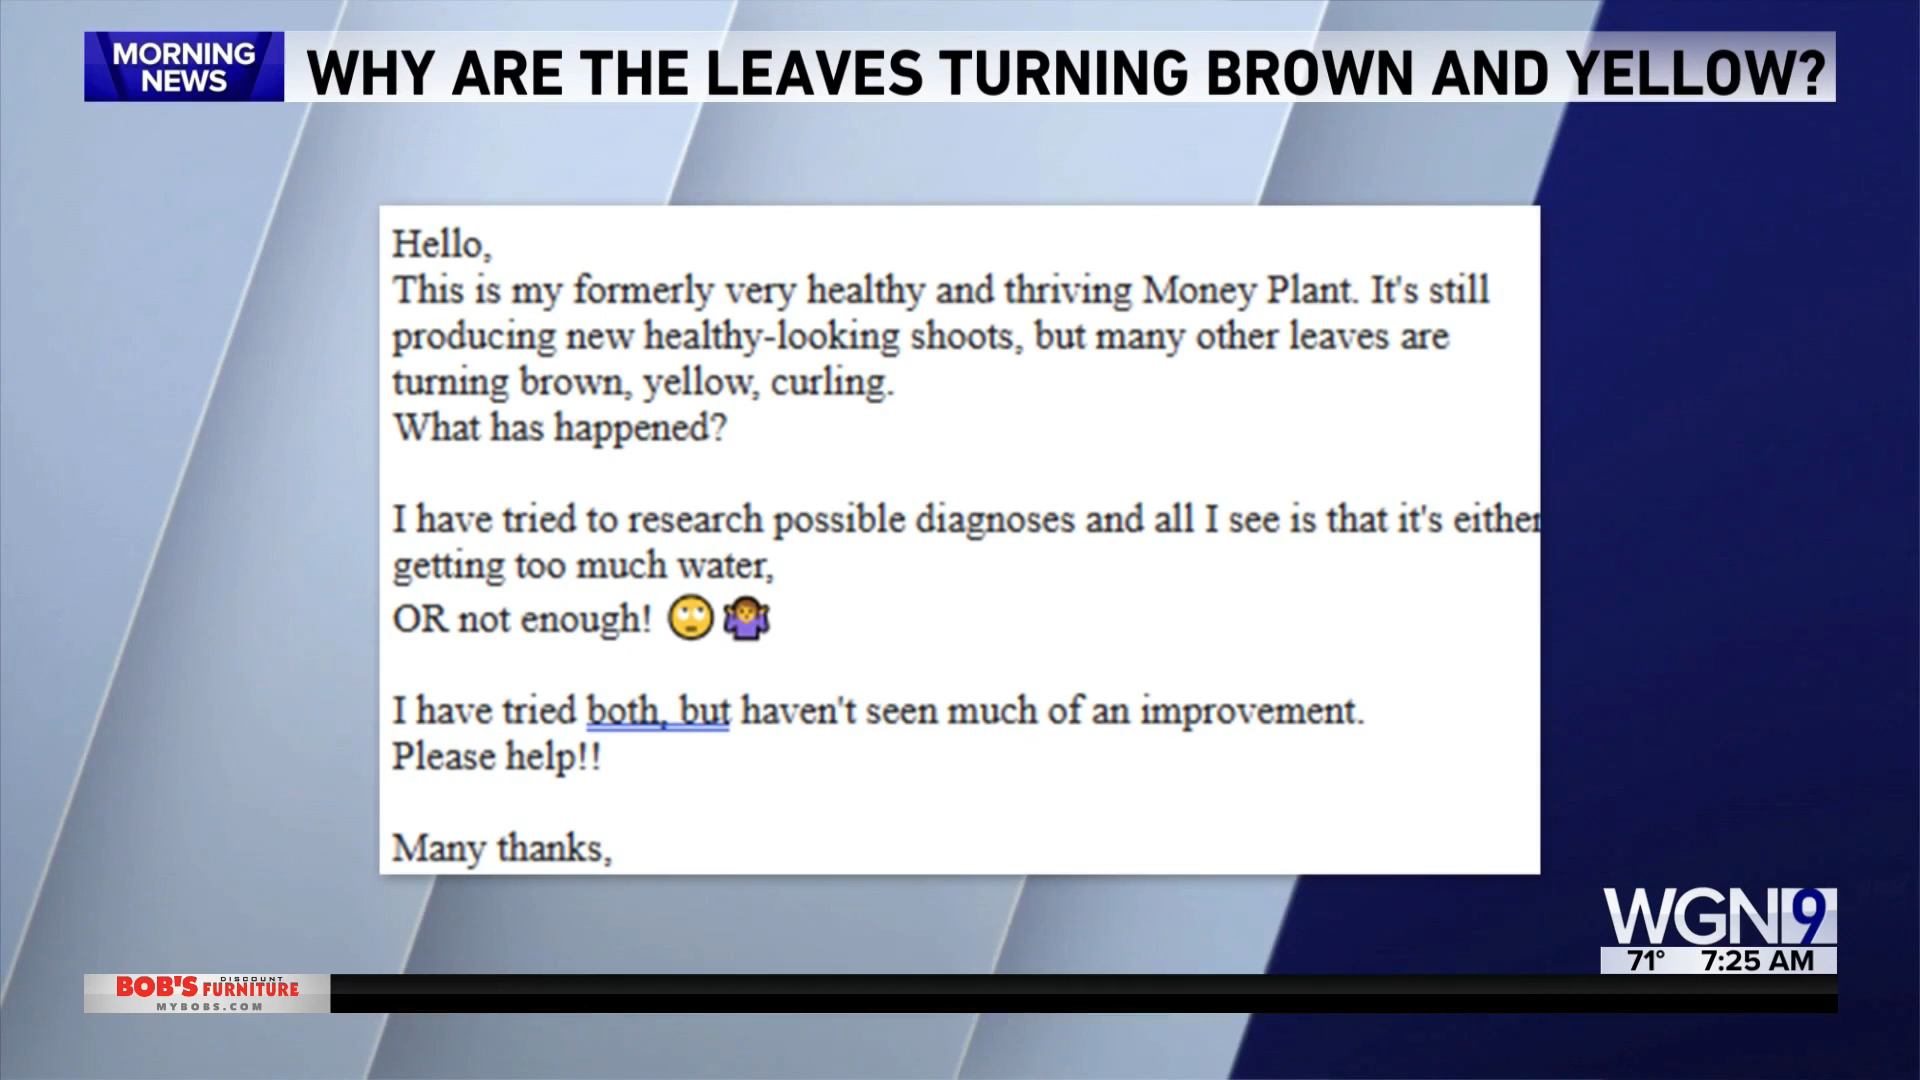 MORNING
NEWS
WHY ARE THE LEAVES TURNING BROWN AND YELLOW?
Hello,
This is my formerly very healthy and thriving Money Plant. It's still
producing new healthy-looking shoots, but many other leaves are
turning brown, yellow, curling.
What has happened?
I have tried to research possible diagnoses and all I see is that it's either
getting too much water,
OR not enough! 🙄🤷‍♀️
I have tried both, but haven't seen much of an improvement.
Please help!!
Many thanks,
WGN9
71° 7:25 AM
BOB'S DISCOUNT FURNITURE
MYBOBS.COM